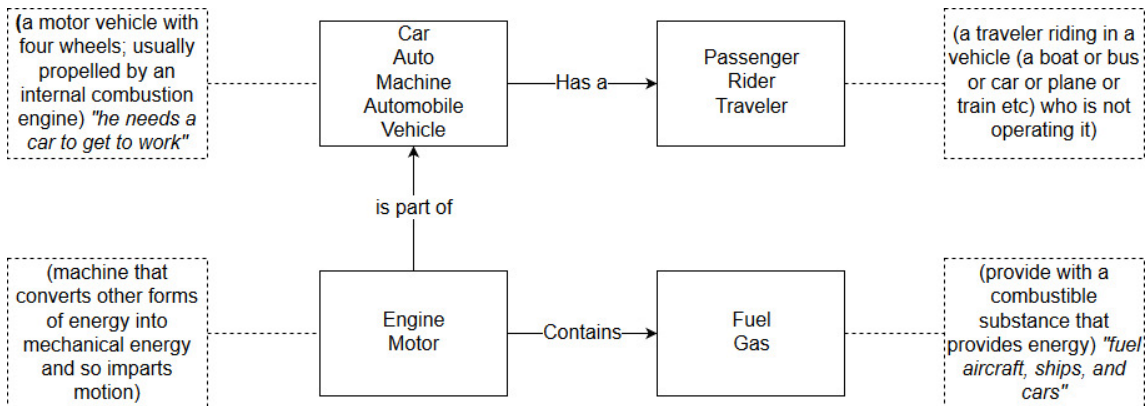 (a motor vehicle with
four wheels; usually
propelled by an
internal combustion
engine) "he needs a
car to get to work"
Car
Auto
Machine
Automobile
Vehicle
Has a
Passenger
Rider
Traveler
(a traveler riding in a
vehicle (a boat or bus
or car or plane or
train etc) who is not
operating it)
is part of
(machine that
converts other forms
of energy into
mechanical energy
and so imparts
motion)
Engine
Motor
Contains
Fuel
Gas
(provide with a
combustible
substance that
provides energy) "fuel
aircraft, ships, and
cars"